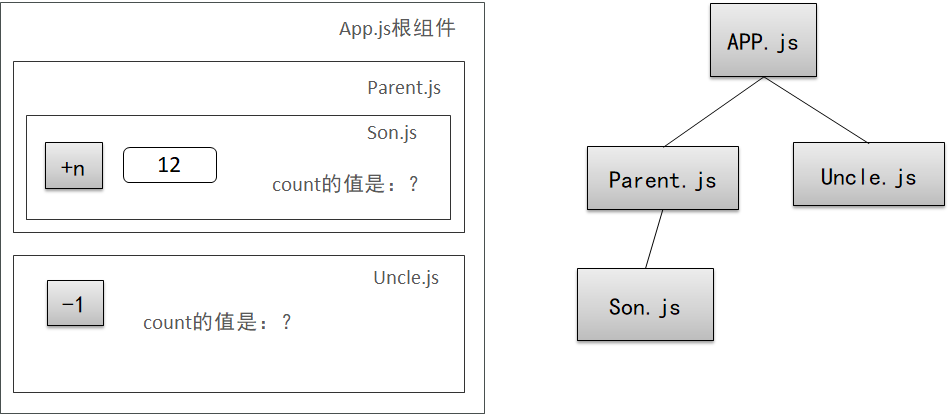 App.js根组件
Parent.js
Son.js
+n
12
count的值是：？
Uncle.js
-1
count的值是：？
APP.js
Parent.js
Uncle.js
Son.js